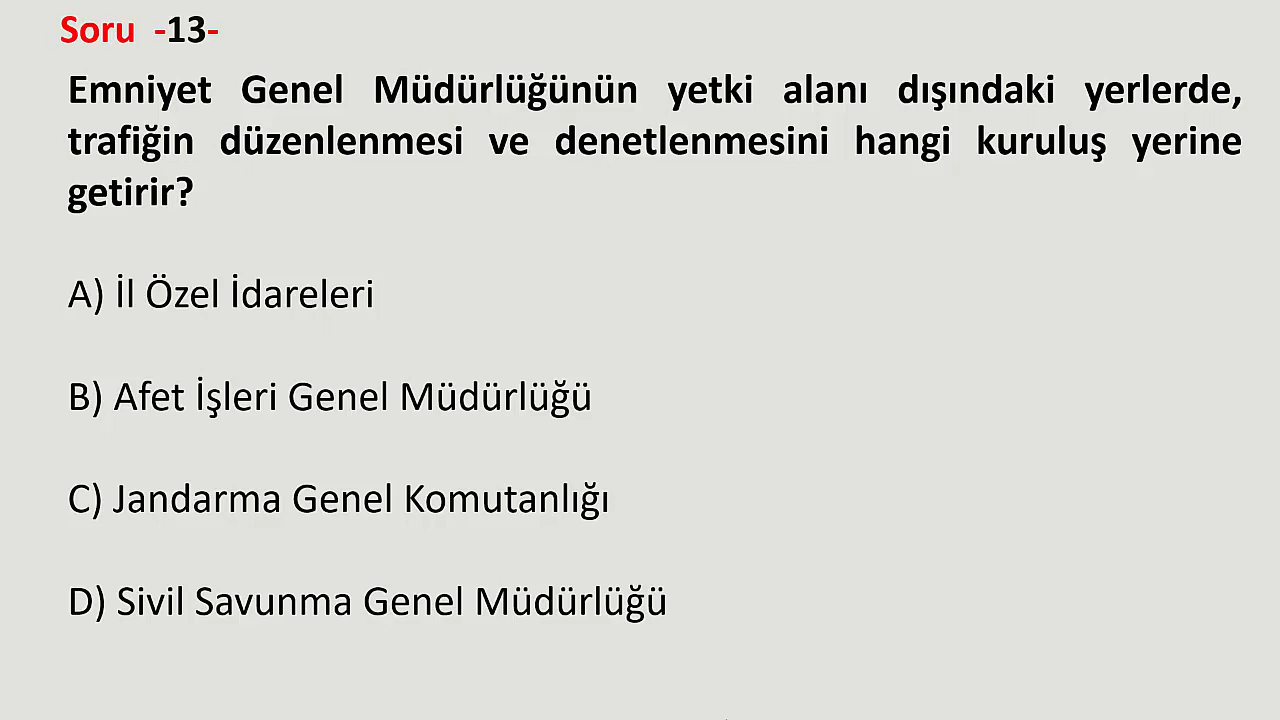 Soru -13-
Emniyet Genel Müdürlüğünün yetki alanı dışındaki yerlerde,
trafiğin düzenlenmesi ve denetlenmesini hangi kuruluş yerine
getirir?
A) İl Özel İdareleri
B) Afet İşleri Genel Müdürlüğü
C) Jandarma Genel Komutanlığı
D) Sivil Savunma Genel Müdürlüğü